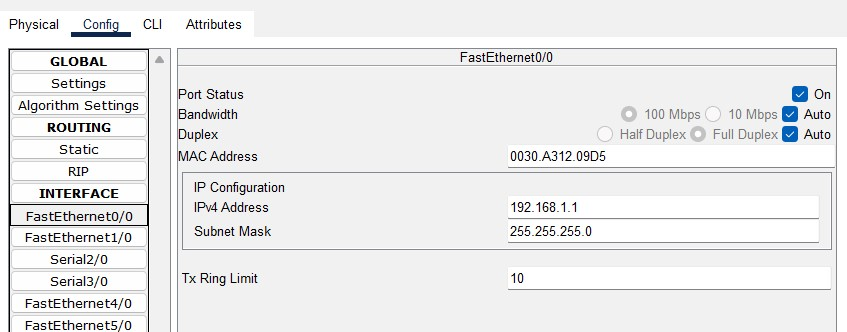 Physical Config CLI Attributes
GLOBAL
Settings
Algorithm Settings
ROUTING
Static
RIP
INTERFACE
FastEthernet0/0
FastEthernet1/0
Serial2/0
Serial3/0
FastEthernet4/0
FastEthernet5/0
FastEthernet0/0
Port Status On
Bandwidth 100 Mbps 10 Mbps Auto
Duplex Half Duplex Full Duplex Auto
MAC Address 0030.A312.09D5
IP Configuration
IPv4 Address 192.168.1.1
Subnet Mask 255.255.255.0
Tx Ring Limit 10